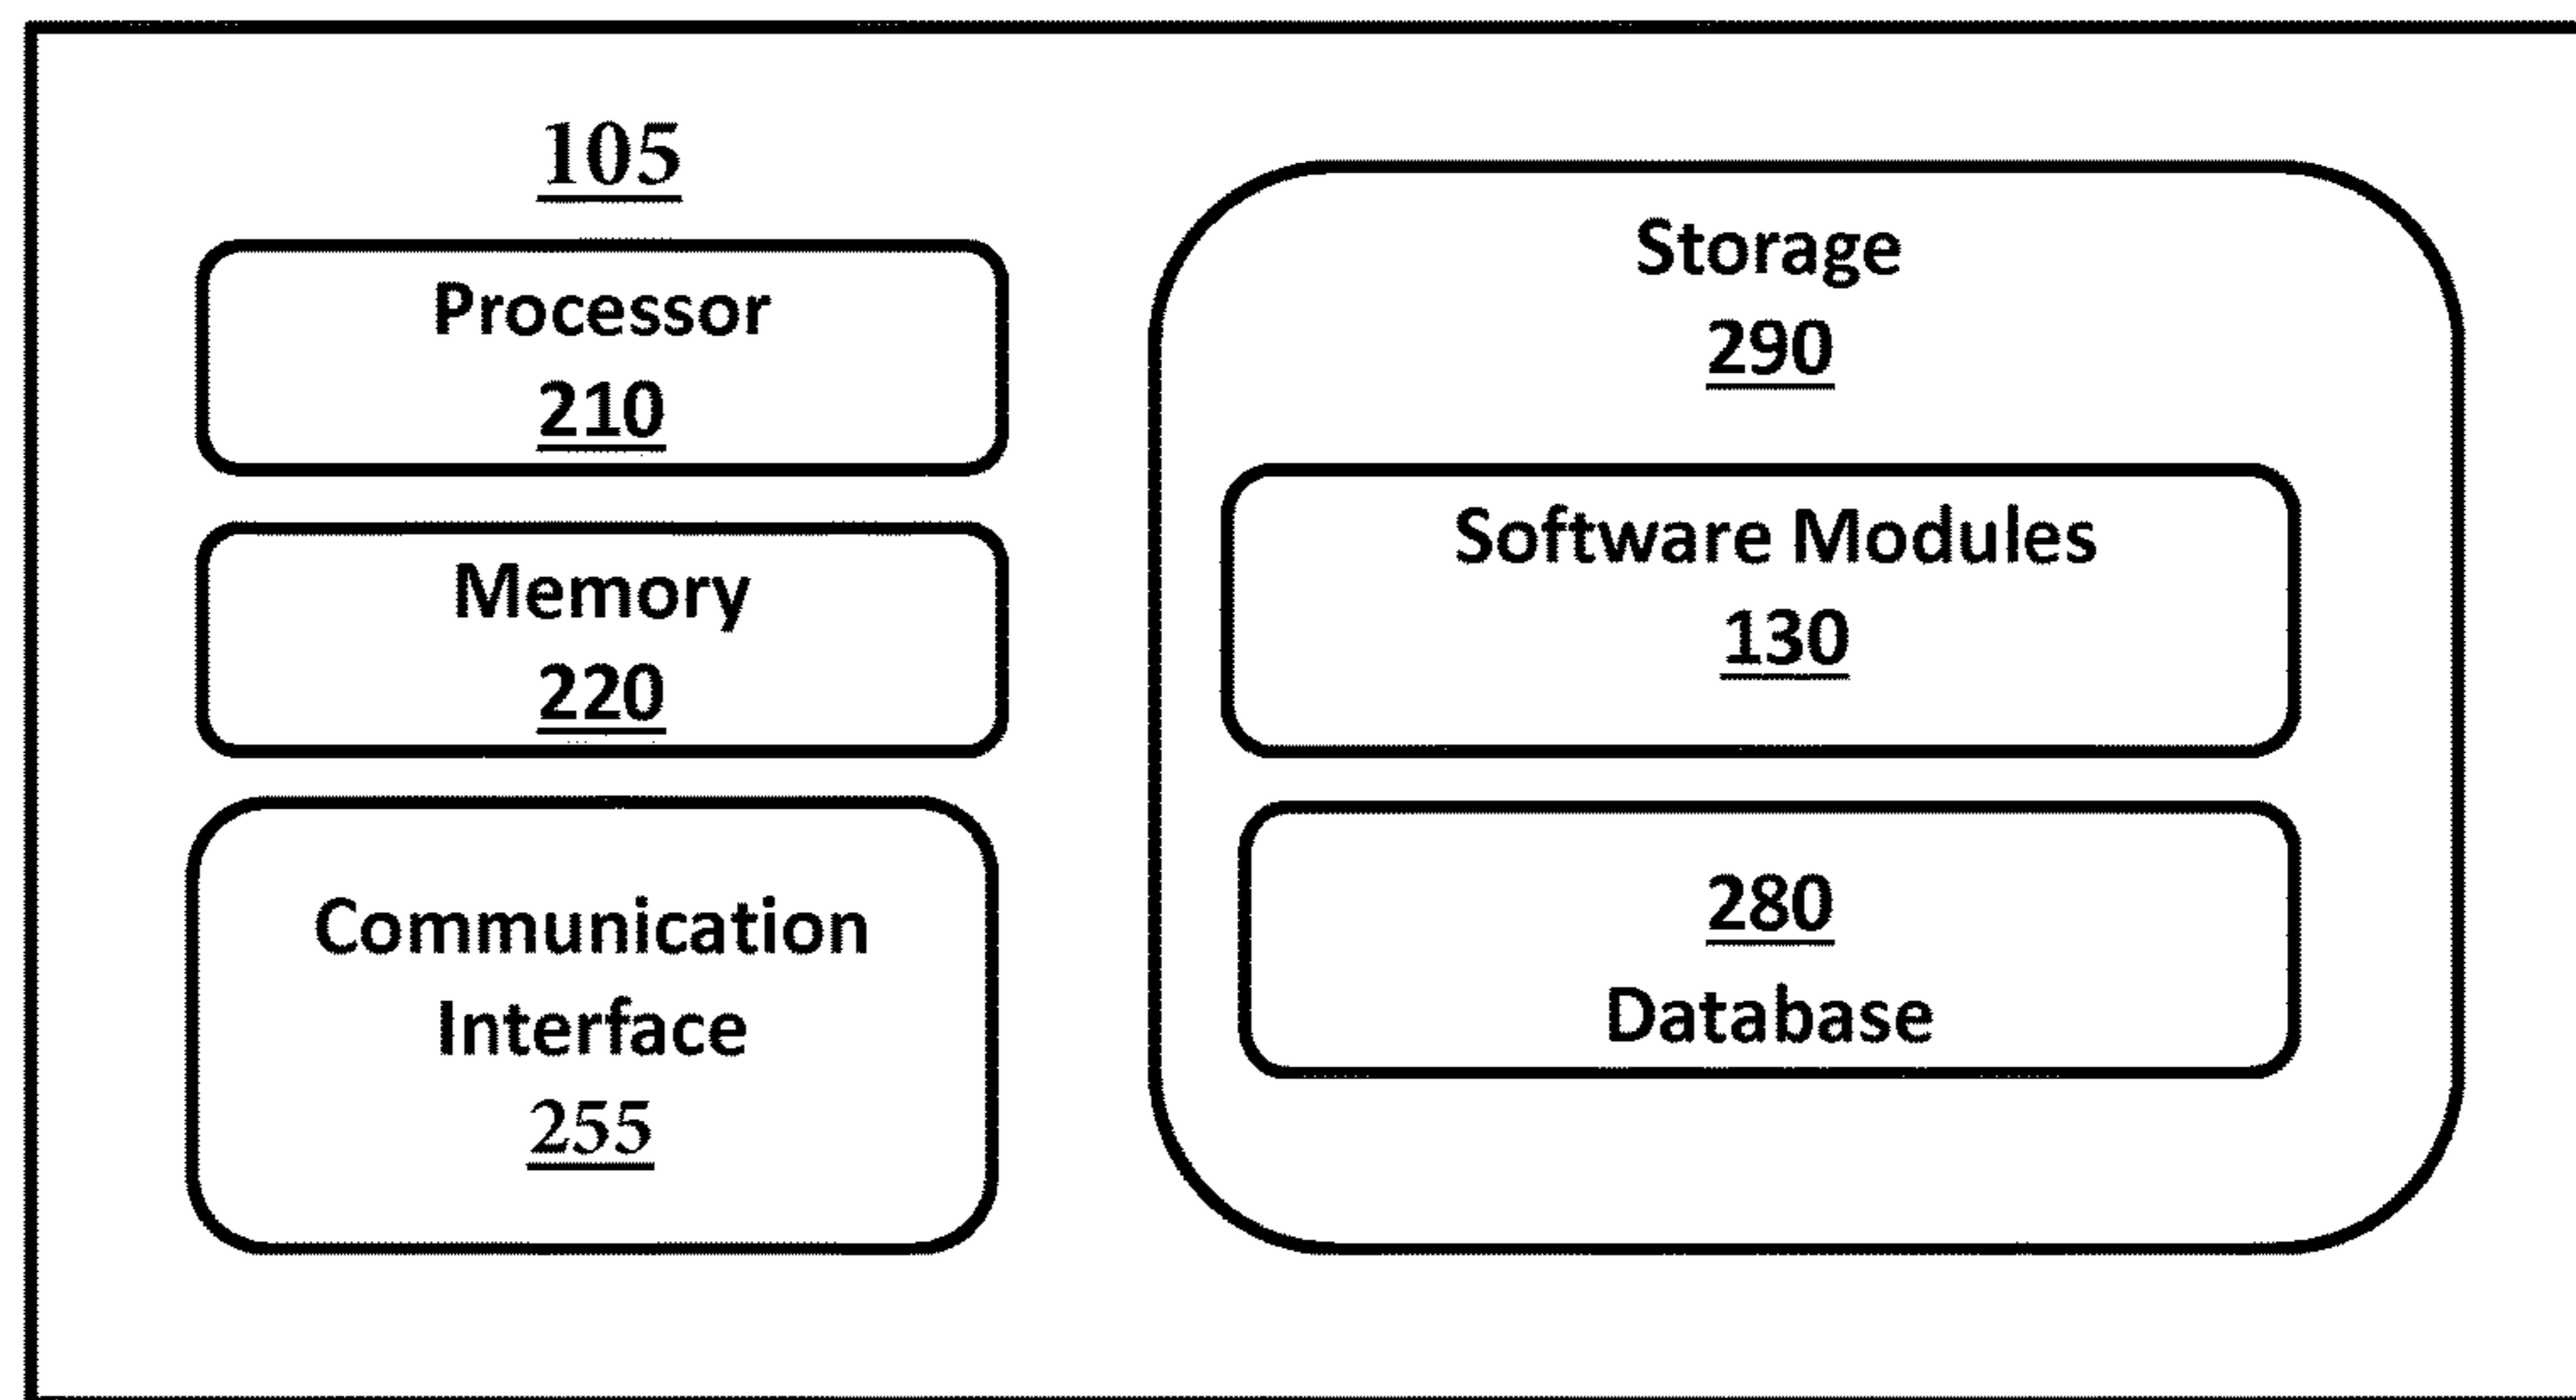 105
Processor
210
Memory
220
Communication
Interface
255
Storage
290
Software Modules
130
280
Database